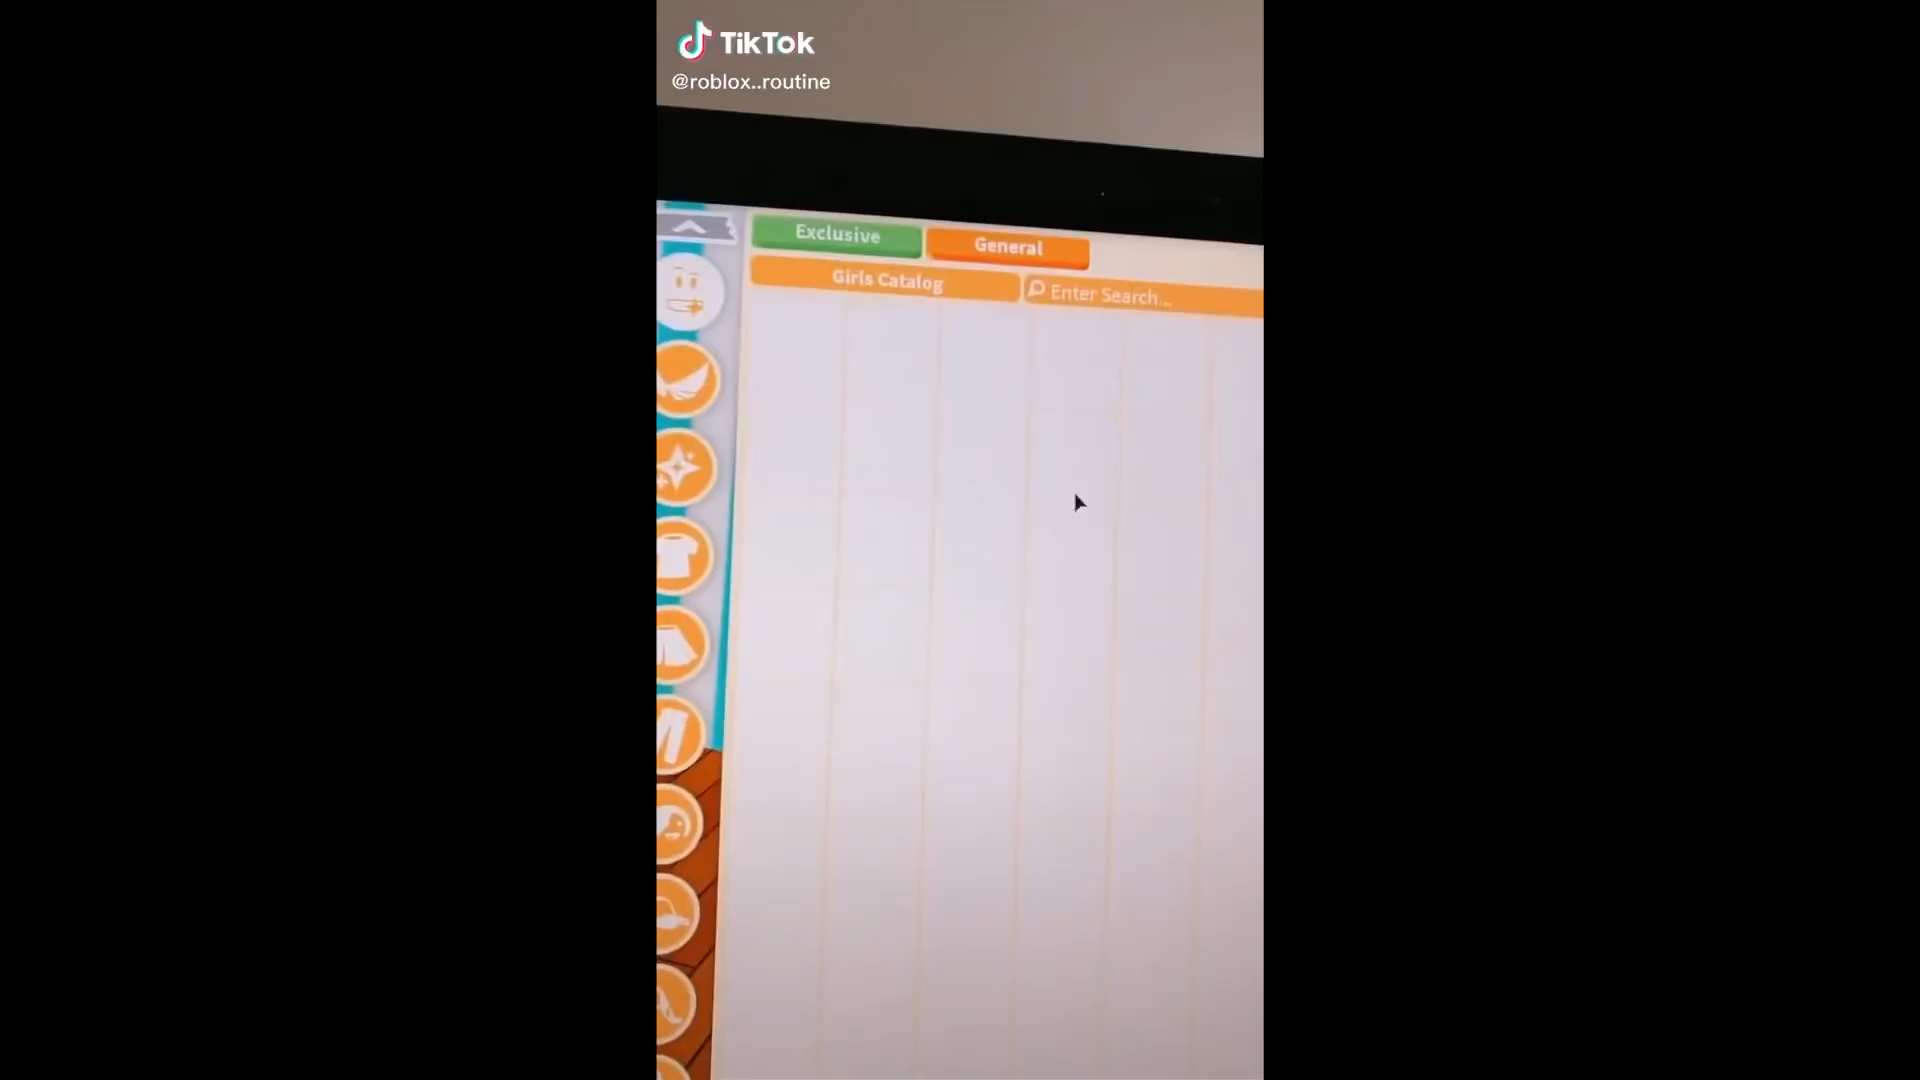 TikTok
@roblox..routine
Exclusive
General
Girls Catalog
Enter Search...